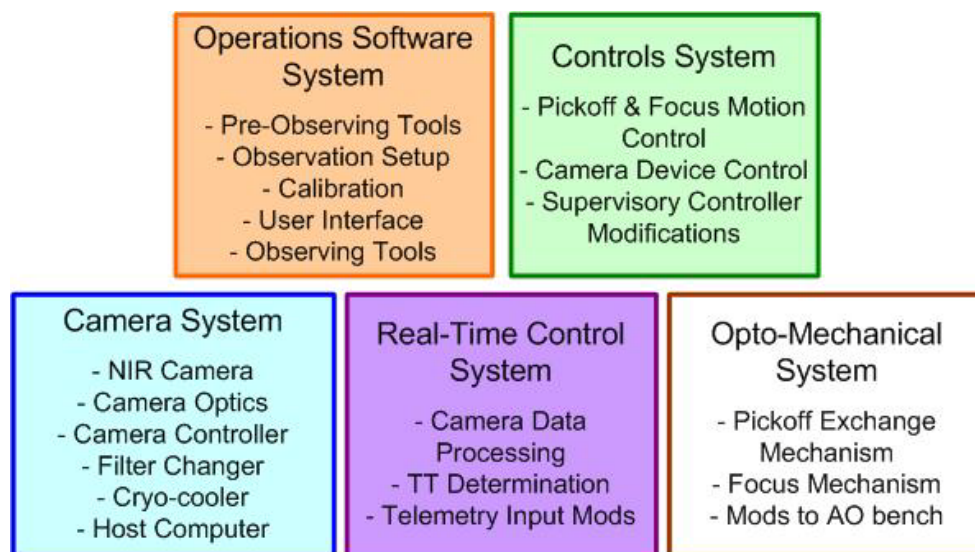 Operations Software
System
- Pre-Observing Tools
- Observation Setup
- Calibration
- User Interface
- Observing Tools
Controls System
- Pickoff & Focus Motion
Control
- Camera Device Control
- Supervisory Controller
Modifications
Camera System
- NIR Camera
- Camera Optics
- Camera Controller
- Filter Changer
- Cryo-cooler
- Host Computer
Real-Time Control
System
- Camera Data
Processing
- TT Determination
- Telemetry Input Mods
Opto-Mechanical
System
- Pickoff Exchange
Mechanism
- Focus Mechanism
- Mods to AO bench